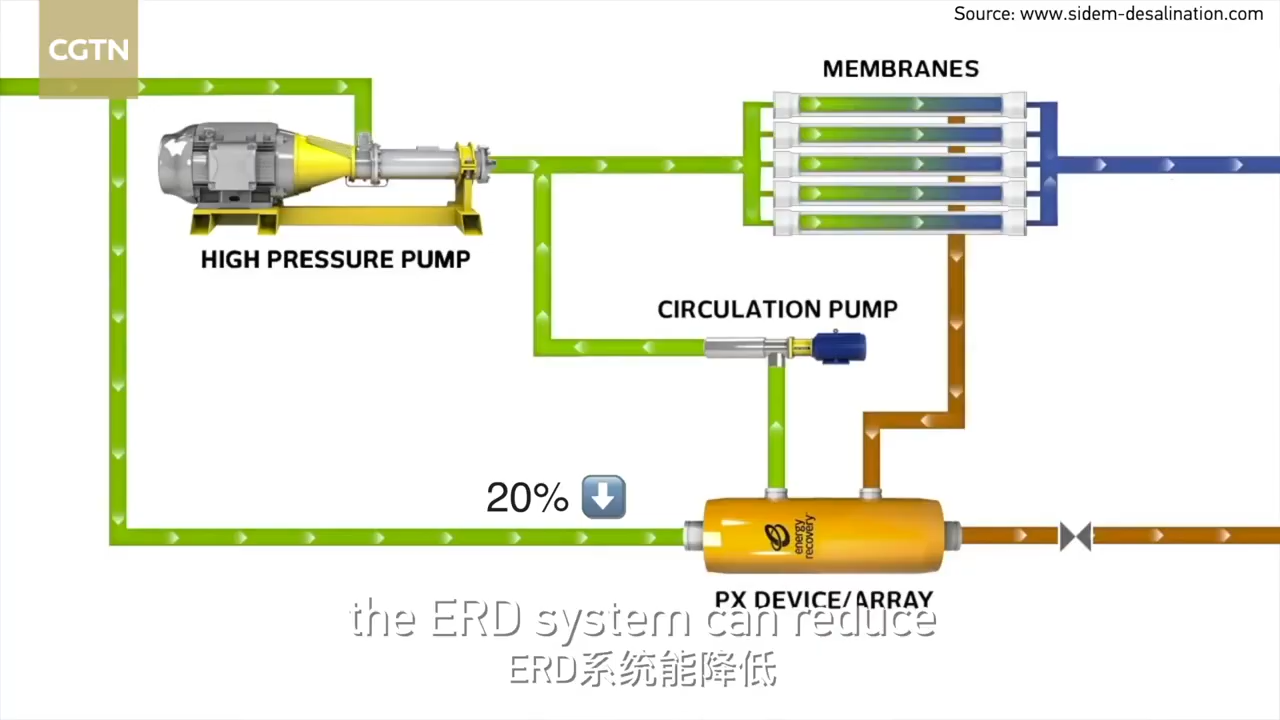 Source: www.sidem-desalination.com
CGTN
MEMBRANES
HIGH PRESSURE PUMP
CIRCULATION PUMP
20%
energy
recovery
PX DEVICE/ARRAY
the ERD system can reduce
ERD系统能降低